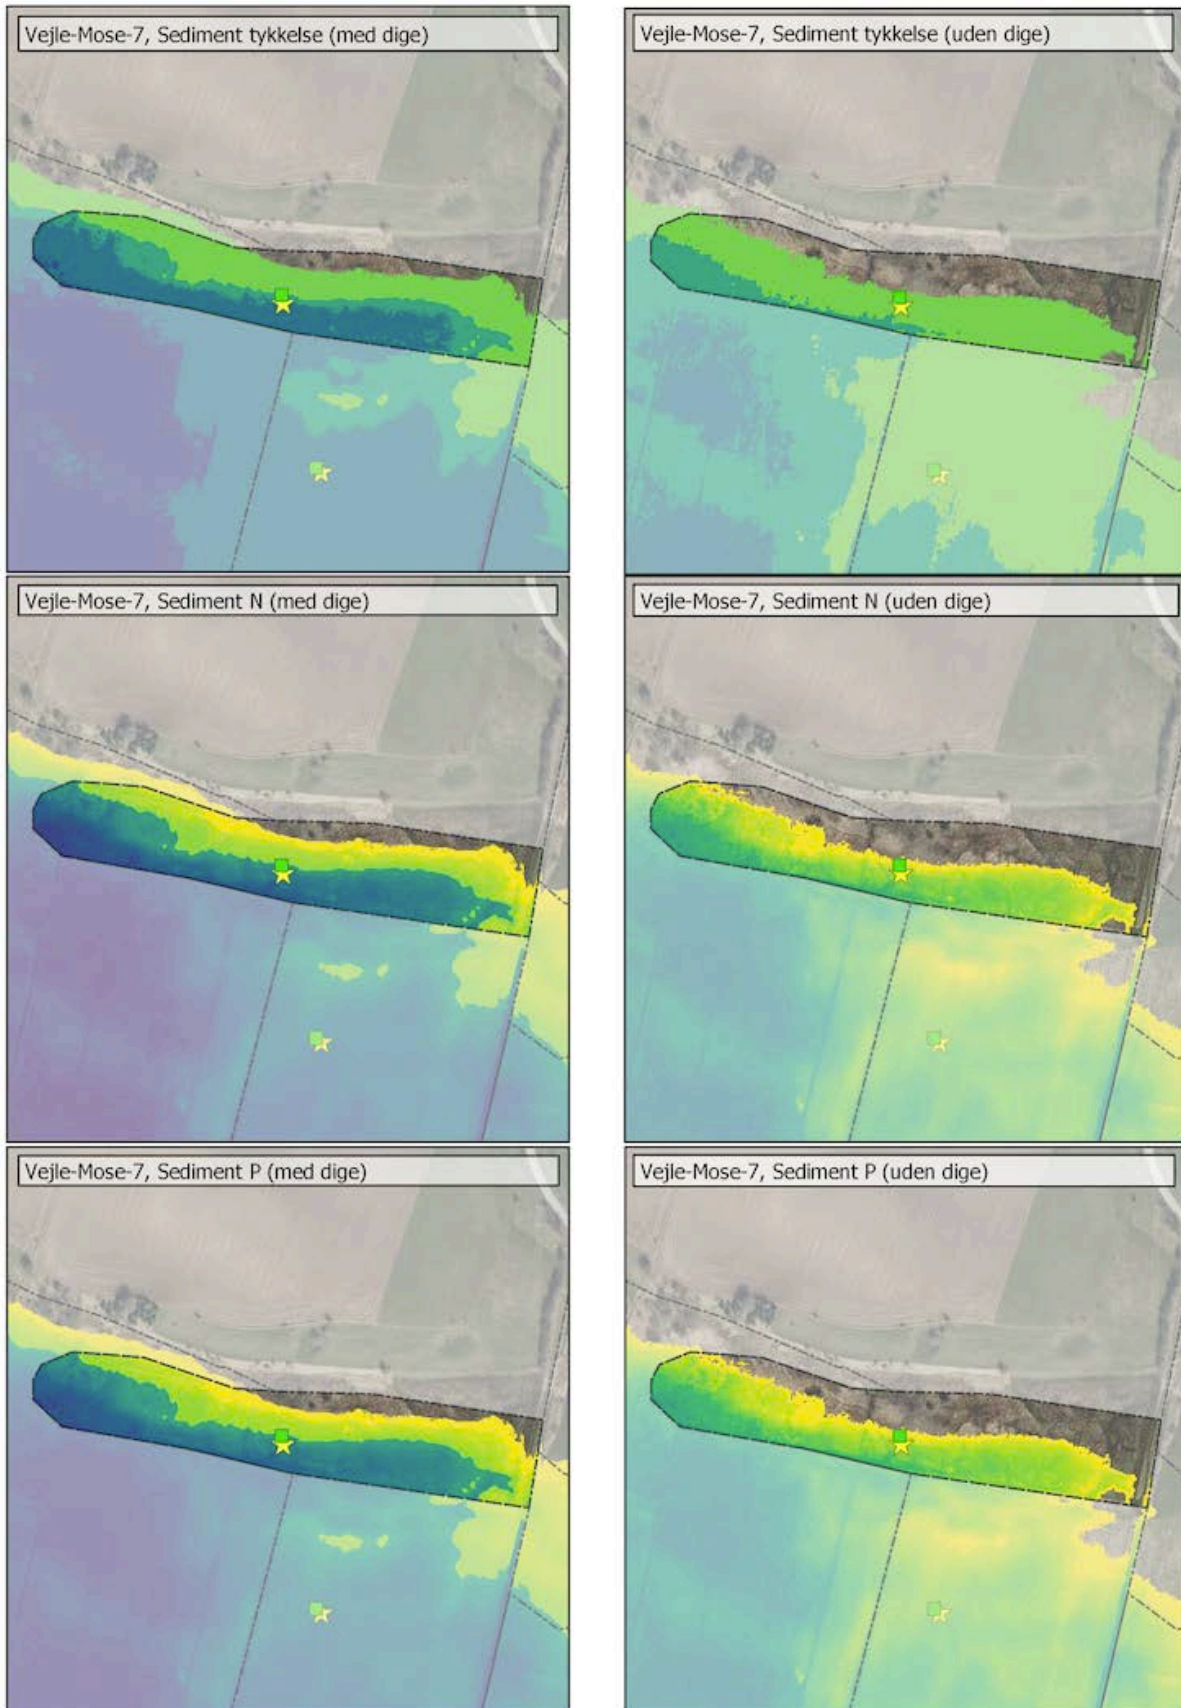 Vejle-Mose-7, Sediment tykkelse (med dige)
Vejle-Mose-7, Sediment tykkelse (uden dige)
Vejle-Mose-7, Sediment N (med dige)
Vejle-Mose-7, Sediment N (uden dige)
Vejle-Mose-7, Sediment P (med dige)
Vejle-Mose-7, Sediment P (uden dige)